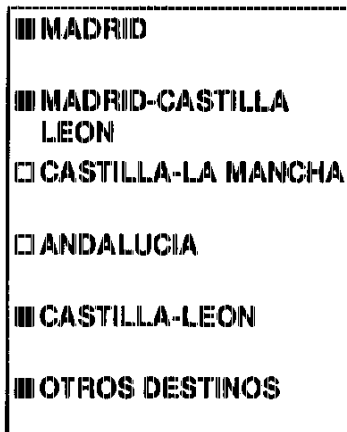 MADRID
MADRID-CASTILLA
LEON
CASTILLA-LA MANCHA
ANDALUCIA
CASTILLA-LEON
OTROS DESTINOS